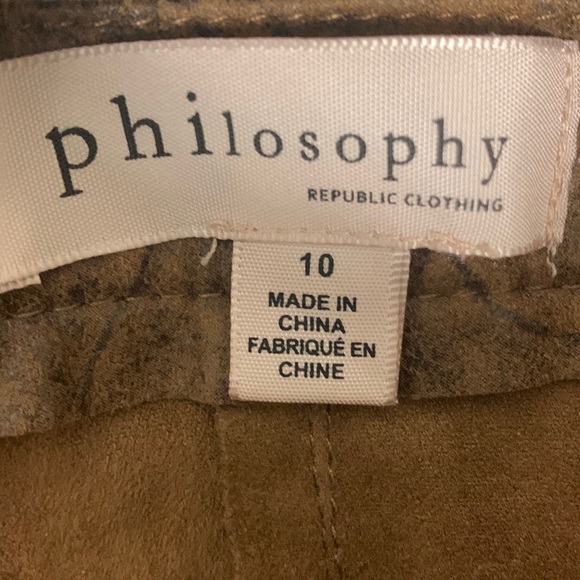 philosophy
REPUBLIC CLOTHING
10
MADE IN
CHINA
FABRIQUÉ EN
CHINE